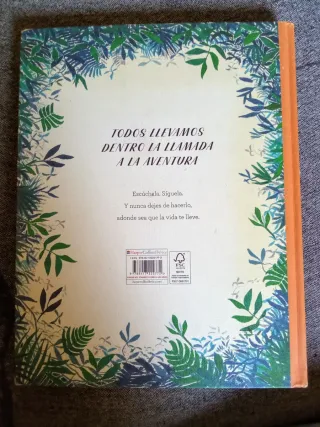 TODOS LLEVAMOS
DENTRO LA LLAMADA
A LA AVENTURA
Escúchala. Síguela.
Y nunca dejes de hacerlo,
adonde sea que la vida te lleve.
FSC